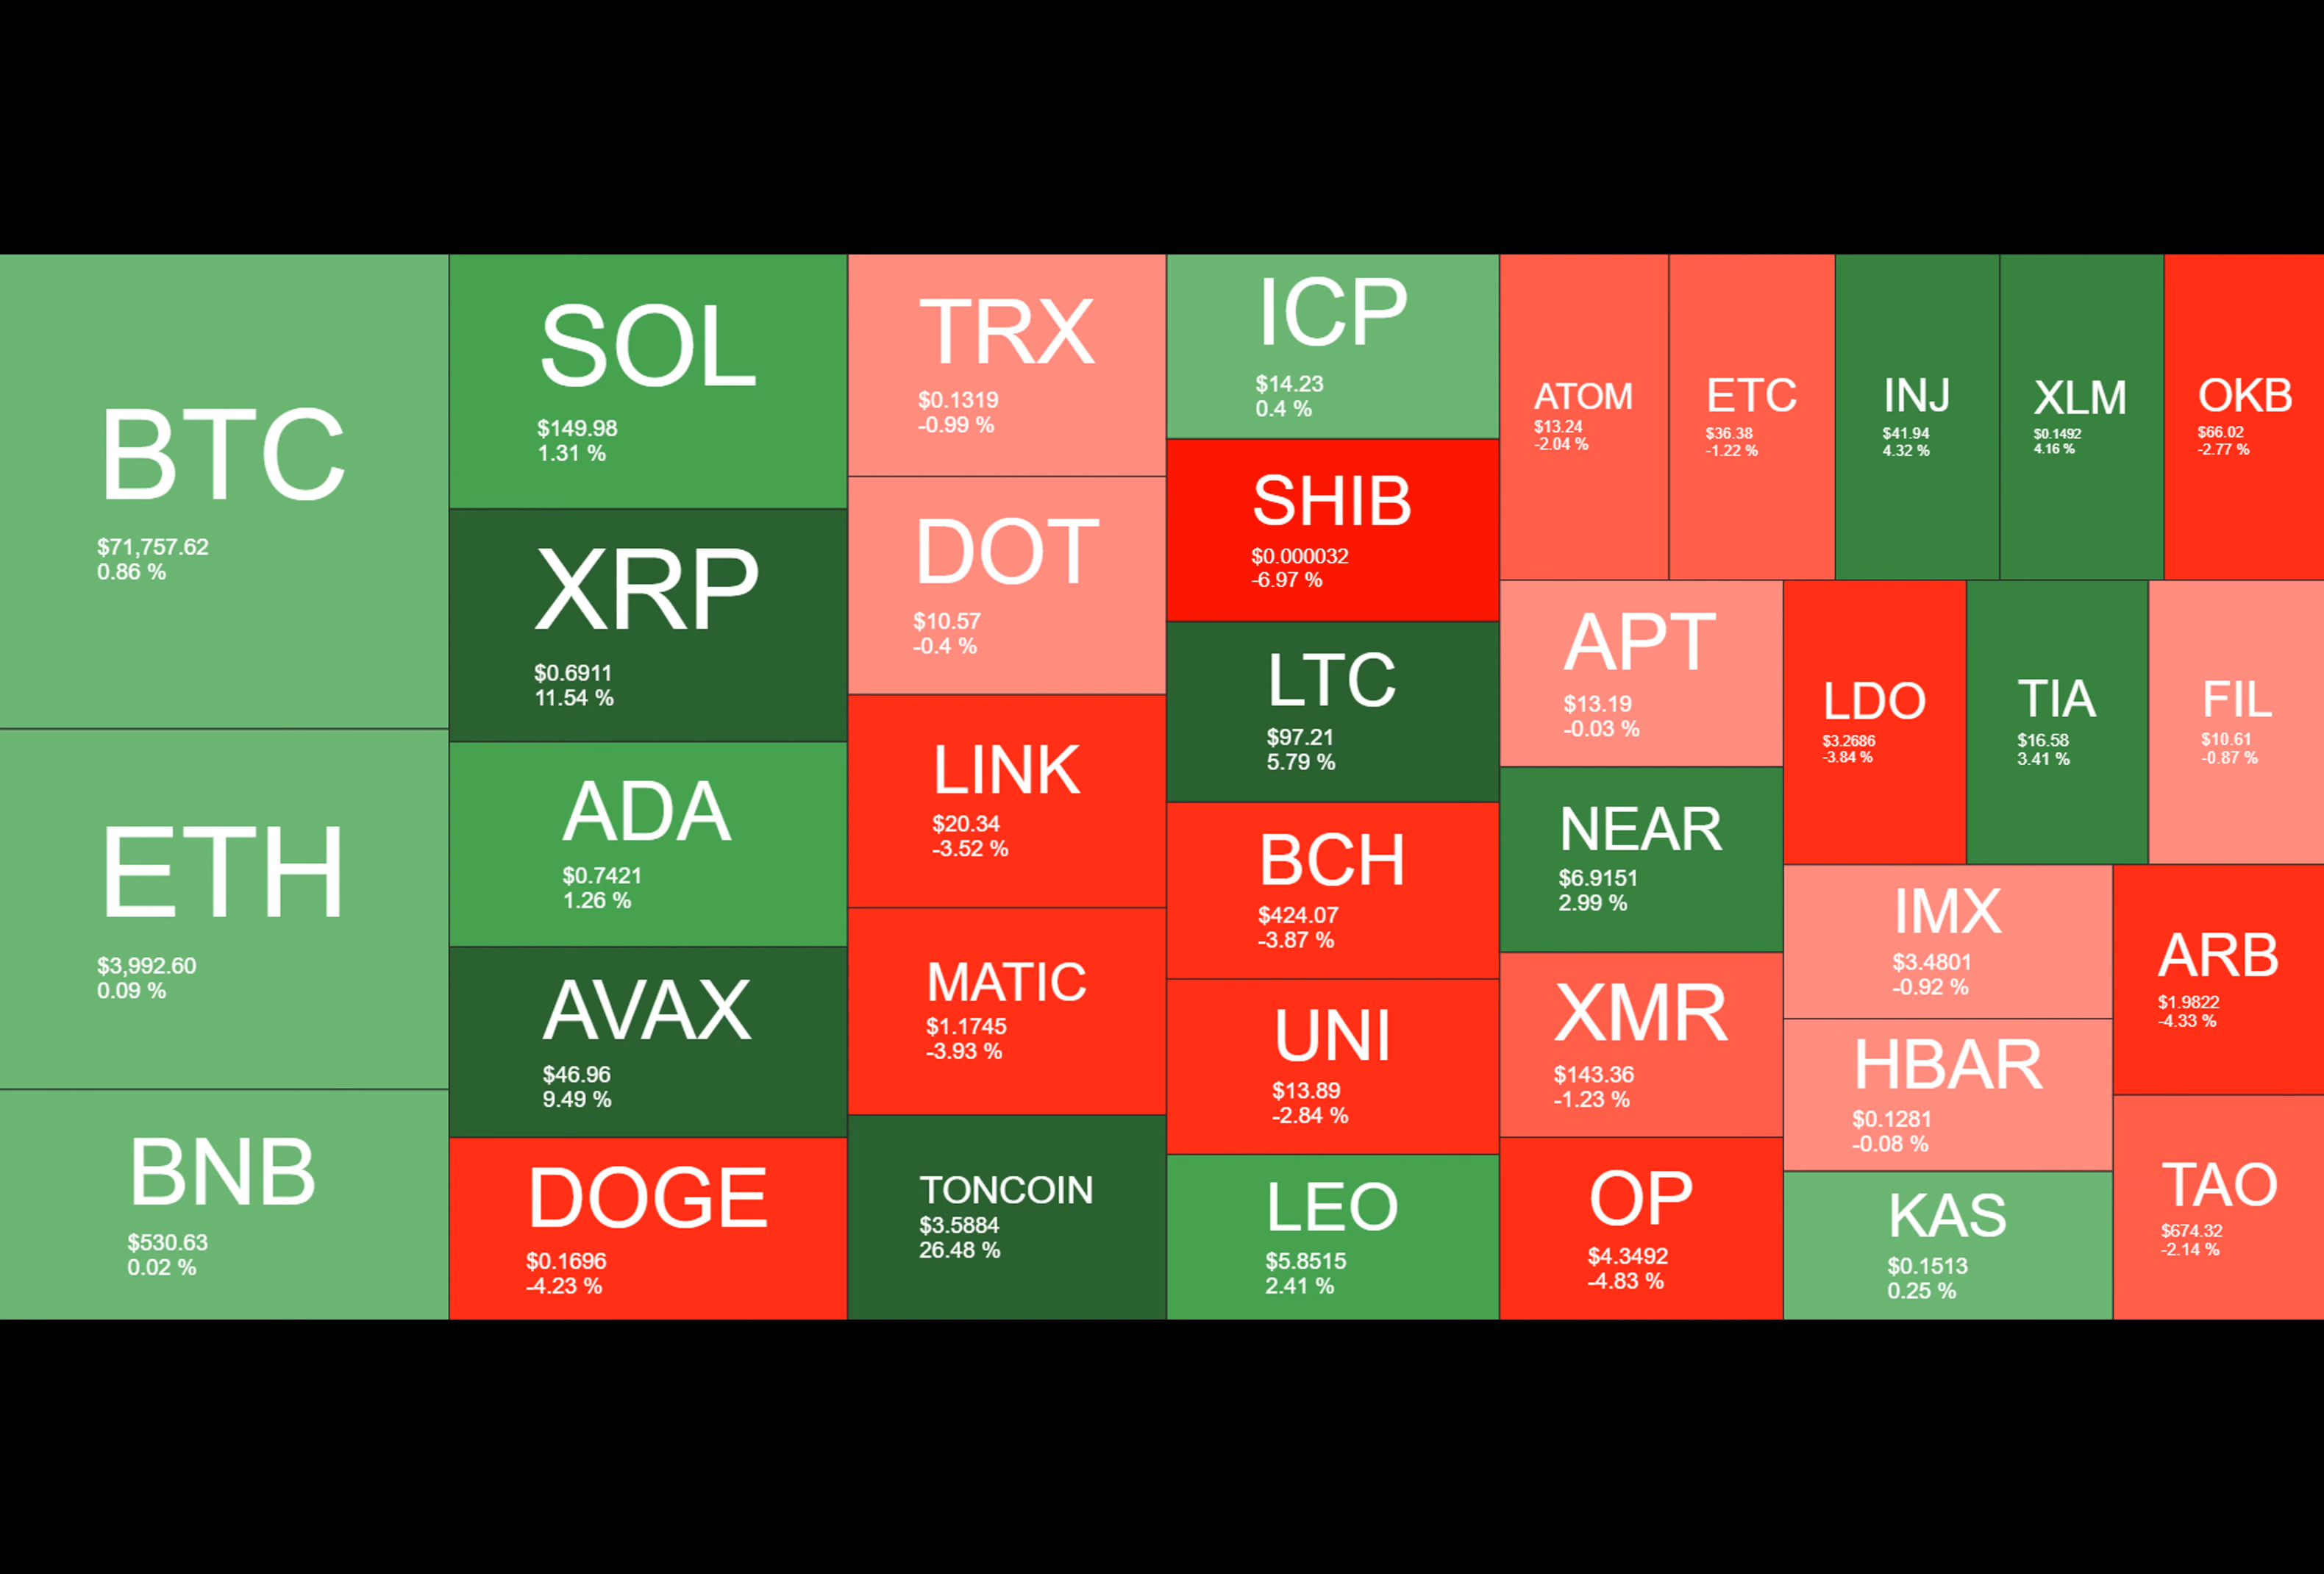 BTC
$71,757.62
0.86 %
ETH
$3,992.60
0.09 %
BNB
$530.63
0.02 %
SOL
$149.98
1.31 %
XRP
$0.6911
11.54 %
ADA
$0.7421
1.26 %
AVAX
$46.96
9.49 %
DOGE
$0.1696
-4.23 %
TRX
$0.1319
-0.99 %
DOT
$10.57
-0.4 %
LINK
$20.34
-3.52 %
MATIC
$1.1745
-3.93 %
TONCOIN
$3.5884
26.48 %
ICP
$14.23
0.4 %
SHIB
$0.000032
-6.97 %
LTC
$97.21
5.79 %
BCH
$424.07
-3.87 %
UNI
$13.89
-2.84 %
LEO
$5.8515
2.41 %
ATOM
$13.24
-2.04 %
ETC
$36.38
-1.22 %
INJ
$41.94
4.32 %
XLM
$0.1492
4.16 %
OKB
$66.02
-2.77 %
APT
$13.19
-0.03 %
NEAR
$6.9151
2.99 %
XMR
$143.36
-1.23 %
OP
$4.3492
-4.83 %
LDO
$3.2686
-3.84 %
TIA
$16.58
3.41 %
FIL
$10.61
-0.87 %
IMX
$3.4801
-0.92 %
HBAR
$0.1281
-0.08 %
KAS
$0.1513
0.25 %
ARB
$1.9822
-4.33 %
TAO
$674.32
-2.14 %